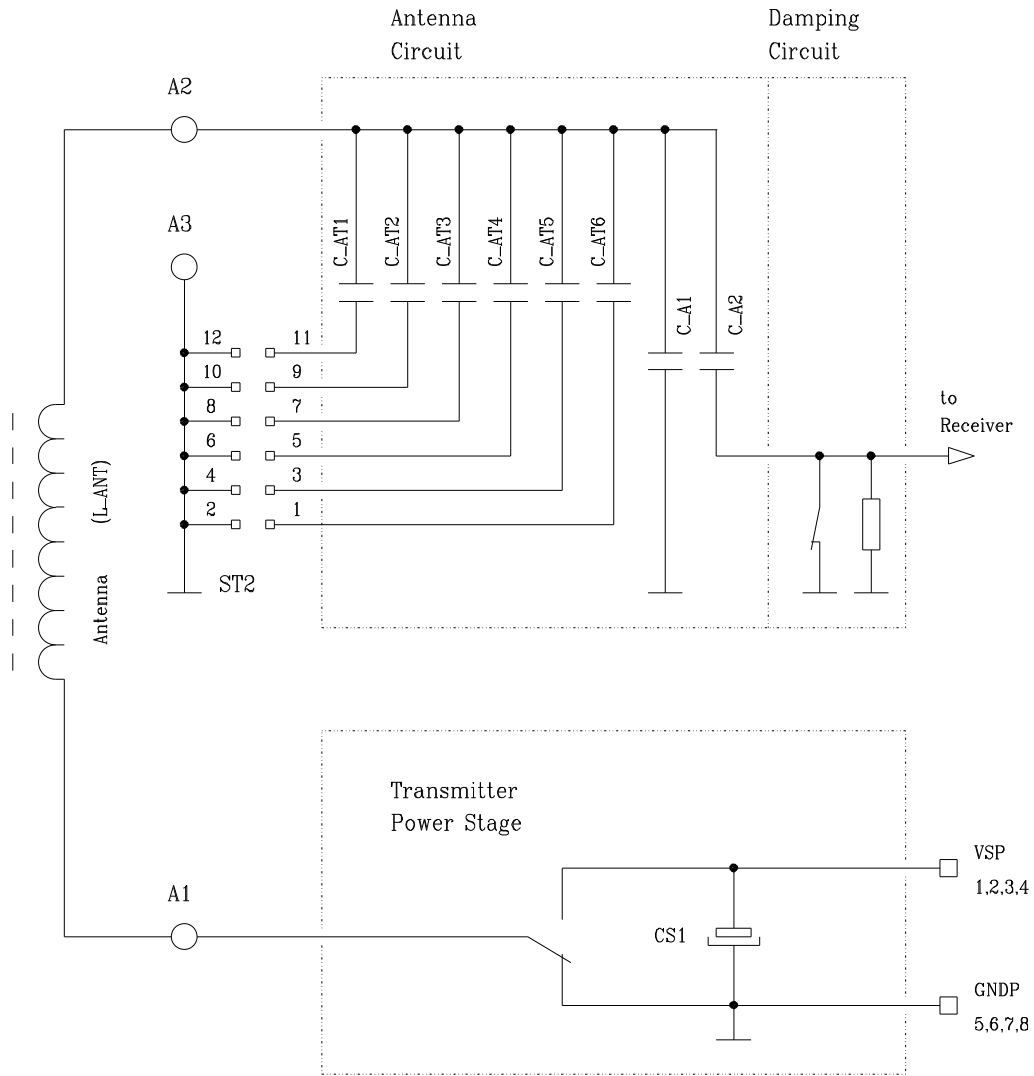 Antenna
Circuit
Damping
Circuit
A2
A3
C_AT1
C_AT2
C_AT3
C_AT4
C_AT5
C_AT6
C_A1
C_A2
12
11
10
9
8
7
6
5
4
3
2
1
to
Receiver
Antenna (L_ANT)
ST2
Transmitter
Power Stage
A1
CS1
VSP
1,2,3,4
GNDP
5,6,7,8